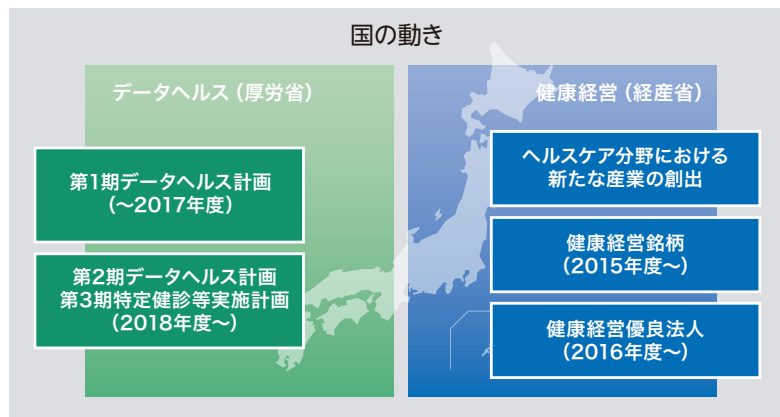 国の動き
データヘルス（厚労省）
第1期データヘルス計画
（～2017年度）
第2期データヘルス計画
第3期特定健診等実施計画
（2018年度～）
健康経営（経産省）
ヘルスケア分野における
新たな産業の創出
健康経営銘柄
（2015年度～）
健康経営優良法人
（2016年度～）